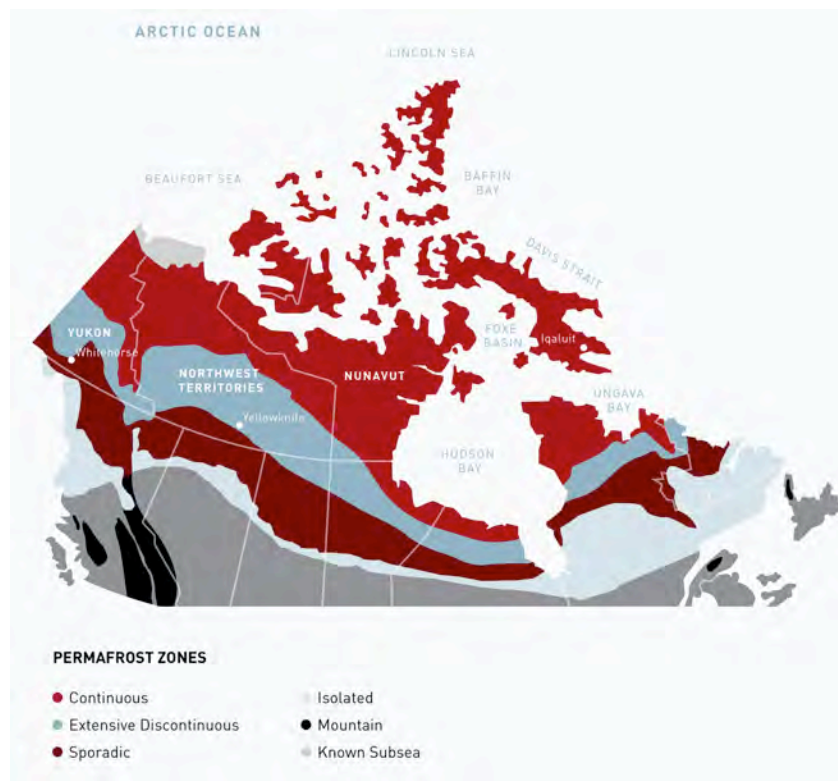 ARCTIC OCEAN
LINCOLN SEA
BEAUFORT SEA
BAFFIN
BAY
DAVIS STRAIT
YUKON
Whitehorse
NORTHWEST
TERRITORIES
Yellowknife
NUNAVUT
FOXE
BASIN
Iqaluit
UNGAVA
BAY
HUDSON
BAY
PERMAFROST ZONES
Continuous
Extensive Discontinuous
Sporadic
Isolated
Mountain
Known Subsea